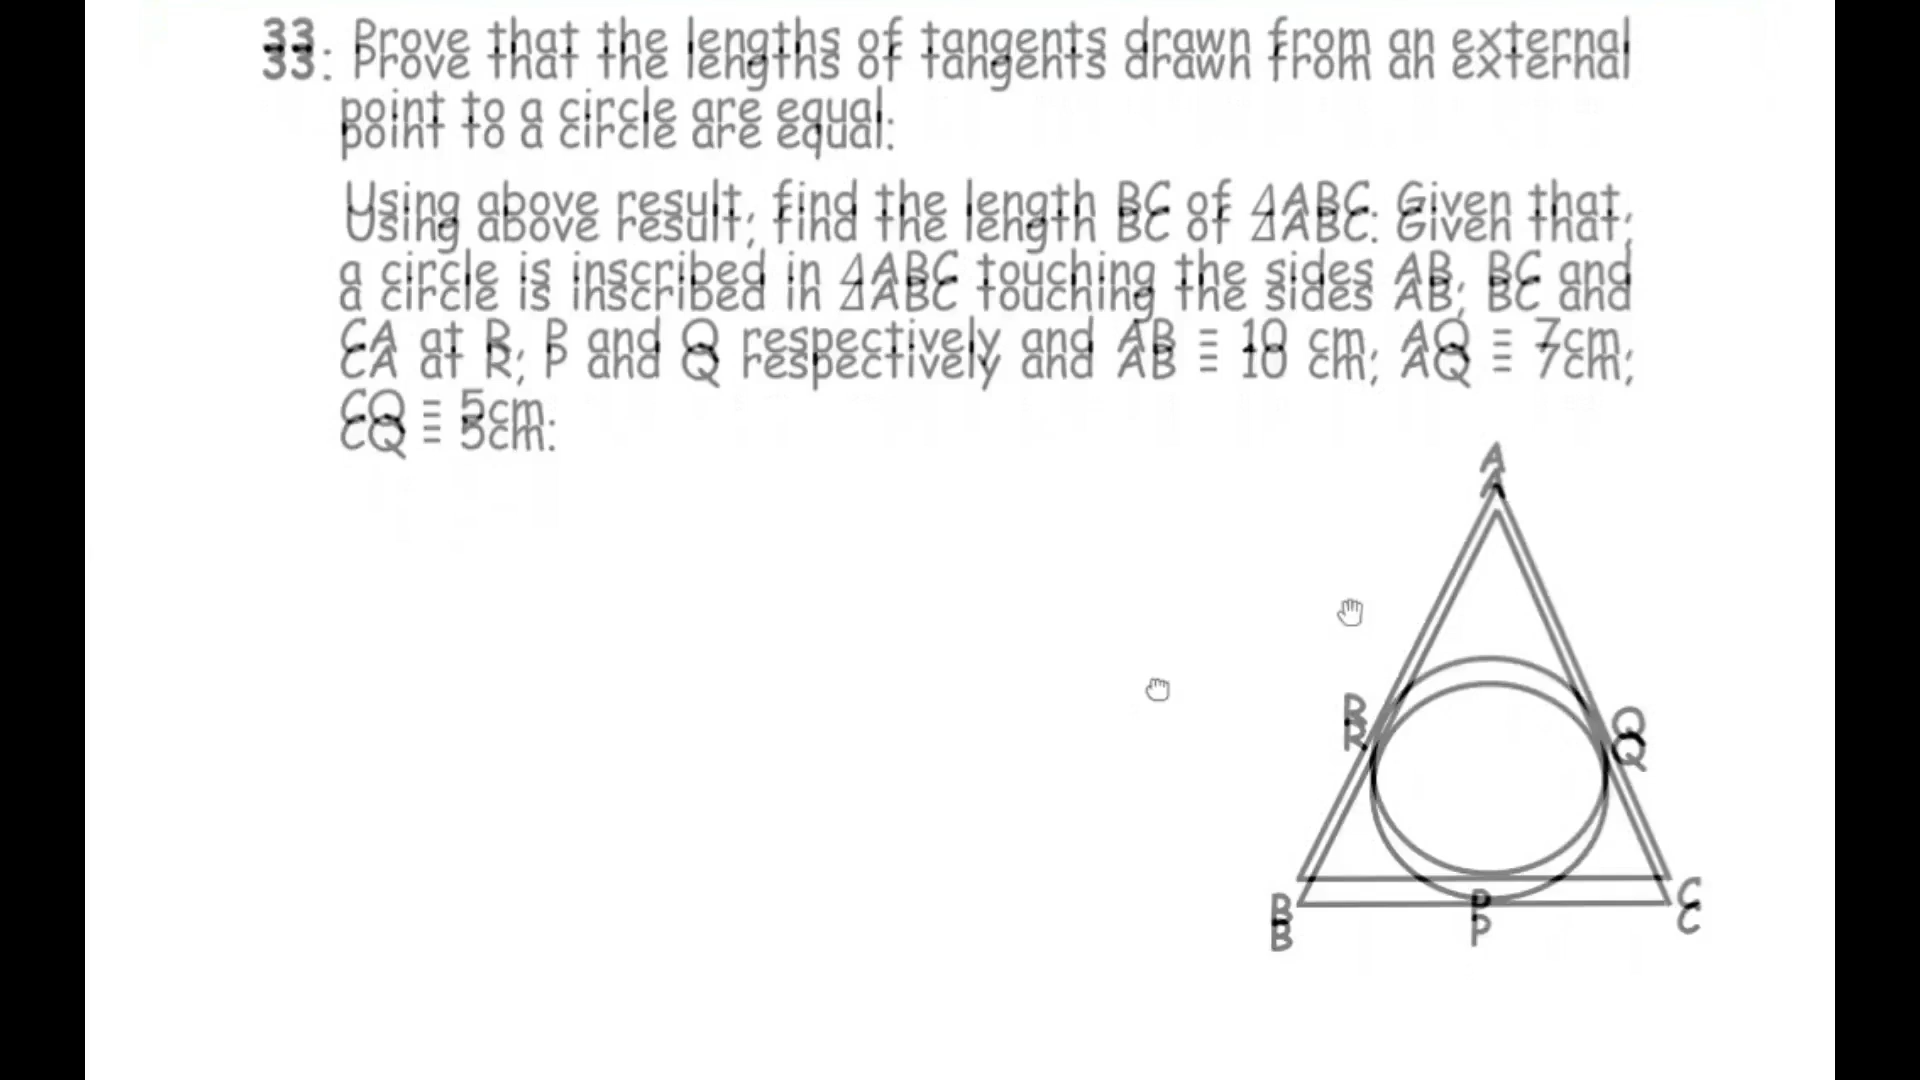 33. Prove that the lengths of tangents drawn from an external
point to a circle are equal.
Using above result, find the length BC of ΔABC. Given that,
a circle is inscribed in ΔABC touching the sides AB, BC and
CA at R, P and Q respectively and AB = 10 cm, AQ = 7cm,
CQ = 5cm.
A
R
Q
B
P
C